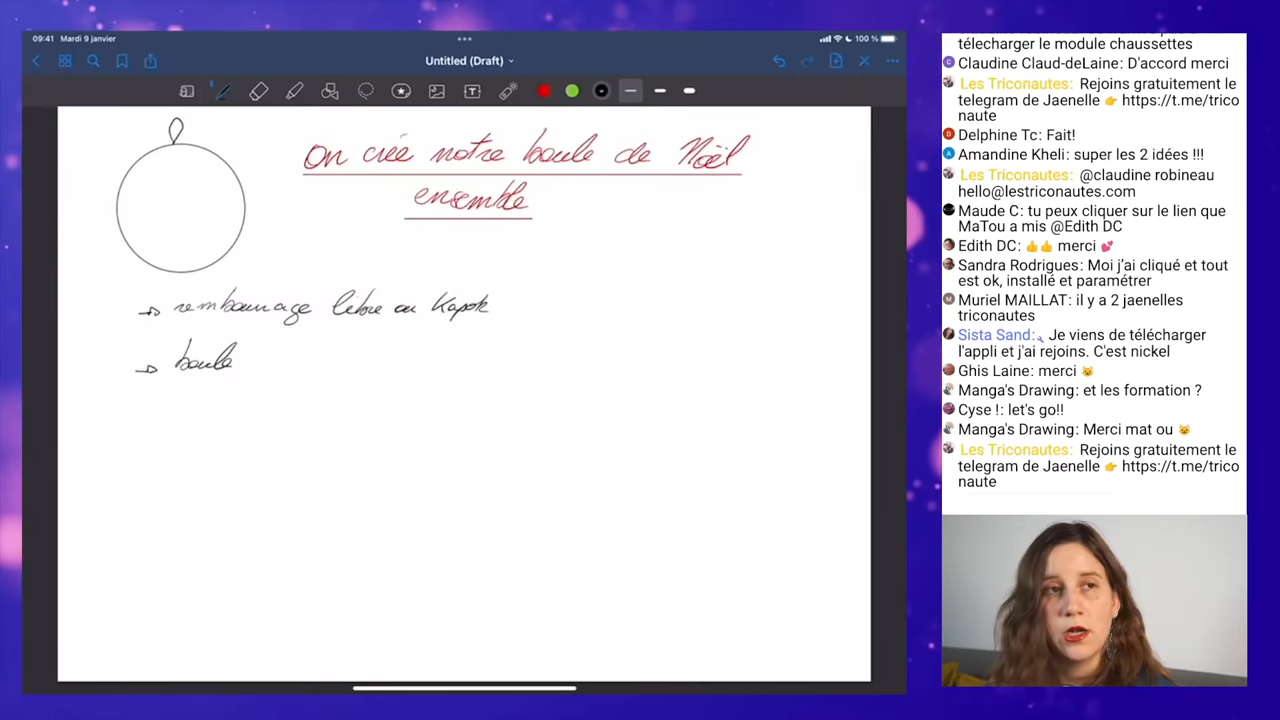 09:41 Mardi 9 janvier
100 %
Untitled (Draft)
On crée notre boule de Noël
ensemble
→ rembourrage libre ou Kapok
→ boule
télecharger le module chaussettes
Claudine Claud-deLaine: D'accord merci
Les Triconautes: Rejoins gratuitement le
telegram de Jaenelle 👉 https://t.me/trico
naute
Delphine Tc: Fait!
Amandine Kheli: super les 2 idées !!!
Les Triconautes: @claudine robineau
hello@lestriconautes.com
Maude C: tu peux cliquer sur le lien que
MaTou a mis @Edith DC
Edith DC: 👍👍 merci 💕
Sandra Rodrigues: Moi j'ai cliqué et tout
est ok, installé et paramétrer
Muriel MAILLAT: il y a 2 jaenelles
triconautes
Sista Sand: Je viens de télécharger
l'appli et j'ai rejoins. C'est nickel
Ghis Laine: merci 😺
Manga's Drawing: et les formation ?
Cyse !: let's go!!
Manga's Drawing: Merci mat ou 😺
Les Triconautes: Rejoins gratuitement le
telegram de Jaenelle 👉 https://t.me/trico
naute